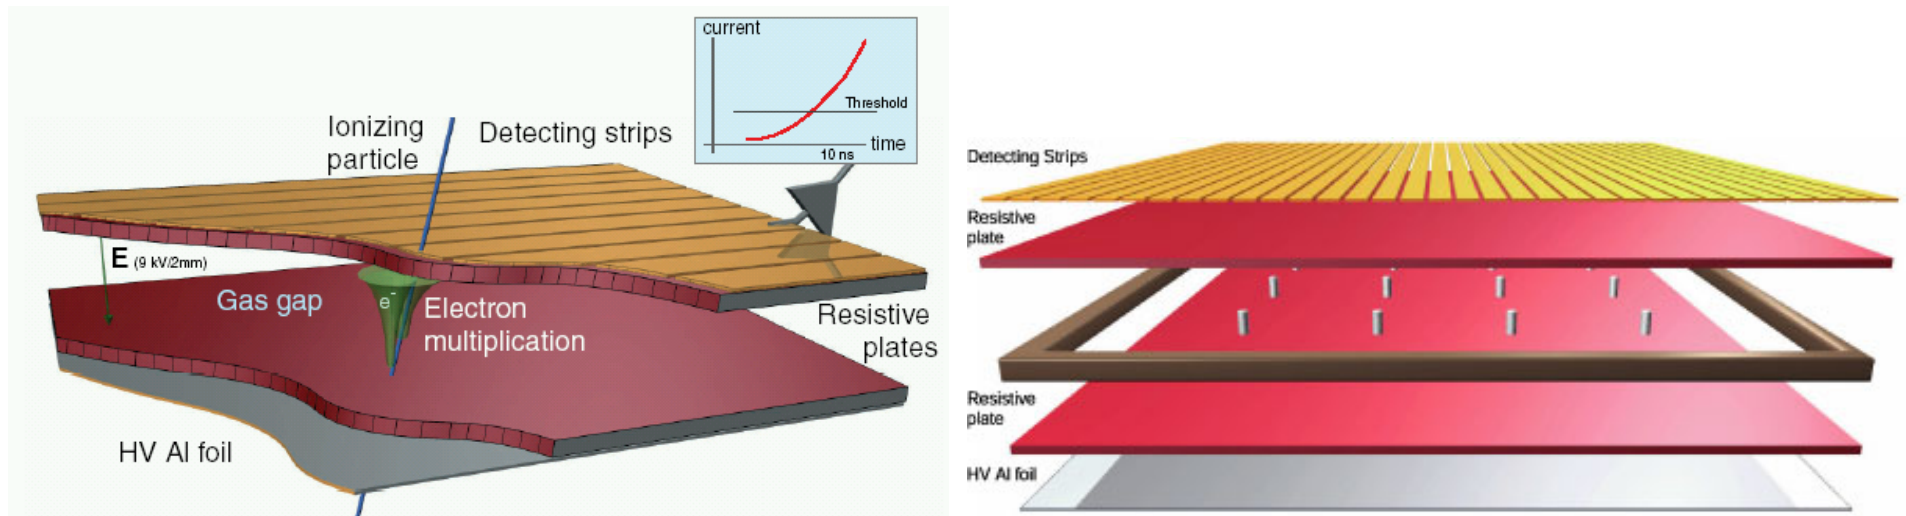 current
Threshold
time
10 ns
Ionizing
particle
Detecting strips
E (9 kV/2mm)
Gas gap
e-
Electron
multiplication
Resistive
plates
HV Al foil
Detecting Strips
Resistive
plate
Resistive
plate
HV Al foil